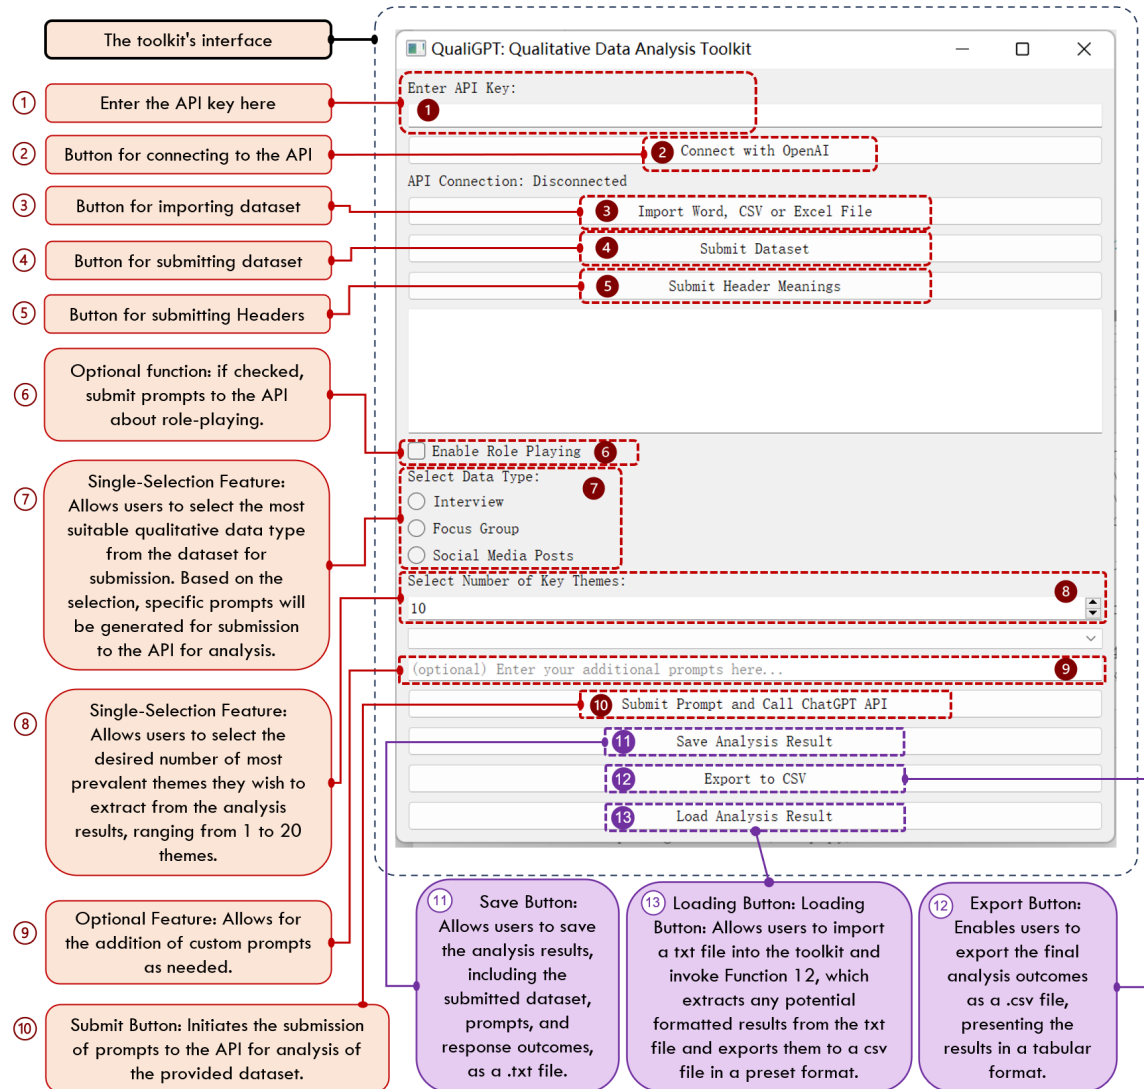 The toolkit's interface
① Enter the API key here
② Button for connecting to the API
③ Button for importing dataset
④ Button for submitting dataset
⑤ Button for submitting Headers
⑥ Optional function: if checked,
submit prompts to the API
about role-playing.
⑦ Single-Selection Feature:
Allows users to select the most
suitable qualitative data type
from the dataset for
submission. Based on the
selection, specific prompts will
be generated for submission
to the API for analysis.
⑧ Single-Selection Feature:
Allows users to select the
desired number of most
prevalent themes they wish to
extract from the analysis
results, ranging from 1 to 20
themes.
⑨ Optional Feature: Allows for
the addition of custom prompts
as needed.
⑩ Submit Button: Initiates the submission
of prompts to the API for analysis of
the provided dataset.
QualiGPT: Qualitative Data Analysis Toolkit
Enter API Key:
1
2 Connect with OpenAI
API Connection: Disconnected
3 Import Word, CSV or Excel File
4 Submit Dataset
5 Submit Header Meanings
Enable Role Playing 6
Select Data Type: 7
Interview
Focus Group
Social Media Posts
Select Number of Key Themes: 8
10
(optional) Enter your additional prompts here... 9
10 Submit Prompt and Call ChatGPT API
11 Save Analysis Result
12 Export to CSV
13 Load Analysis Result
⑪ Save Button:
Allows users to save
the analysis results,
including the
submitted dataset,
prompts, and
response outcomes,
as a .txt file.
⑬ Loading Button: Loading
Button: Allows users to import
a txt file into the toolkit and
invoke Function 12, which
extracts any potential
formatted results from the txt
file and exports them to a csv
file in a preset format.
⑫ Export Button:
Enables users to
export the final
analysis outcomes
as a .csv file,
presenting the
results in a tabular
format.